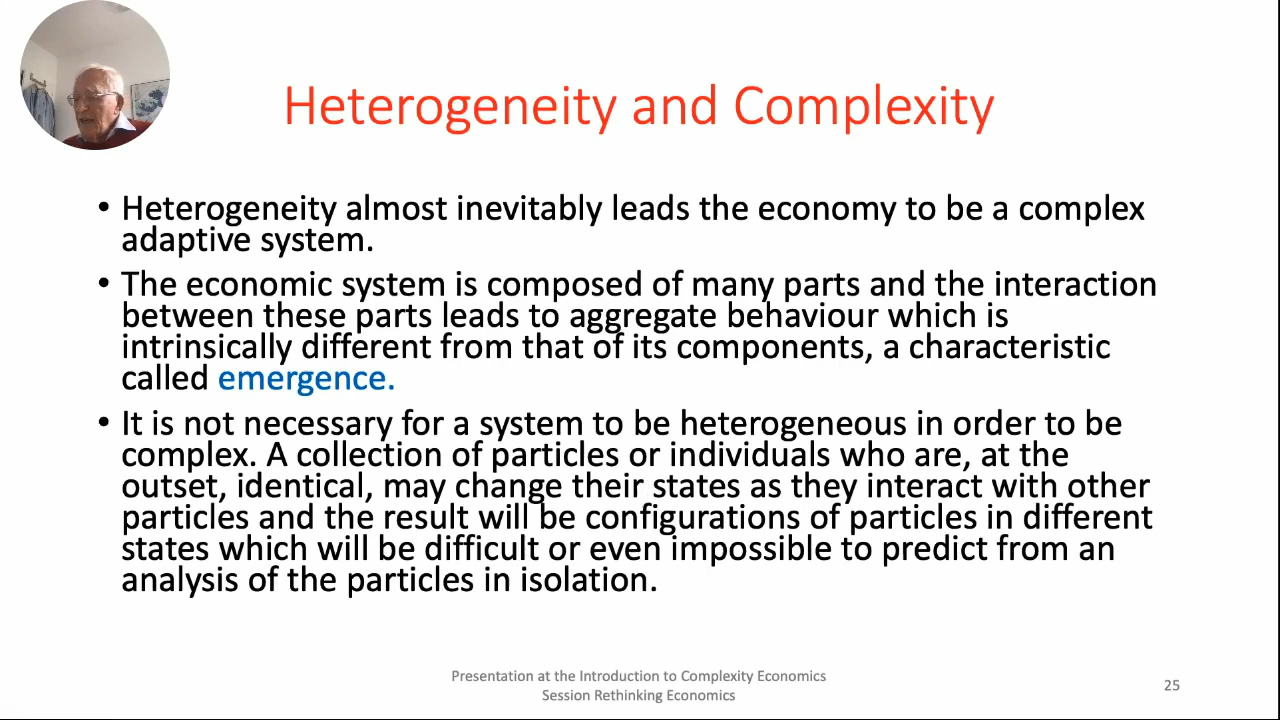 Heterogeneity and Complexity
• Heterogeneity almost inevitably leads the economy to be a complex
adaptive system.
• The economic system is composed of many parts and the interaction
between these parts leads to aggregate behaviour which is
intrinsically different from that of its components, a characteristic
called emergence.
• It is not necessary for a system to be heterogeneous in order to be
complex. A collection of particles or individuals who are, at the
outset, identical, may change their states as they interact with other
particles and the result will be configurations of particles in different
states which will be difficult or even impossible to predict from an
analysis of the particles in isolation.
Presentation at the Introduction to Complexity Economics
Session Rethinking Economics
25